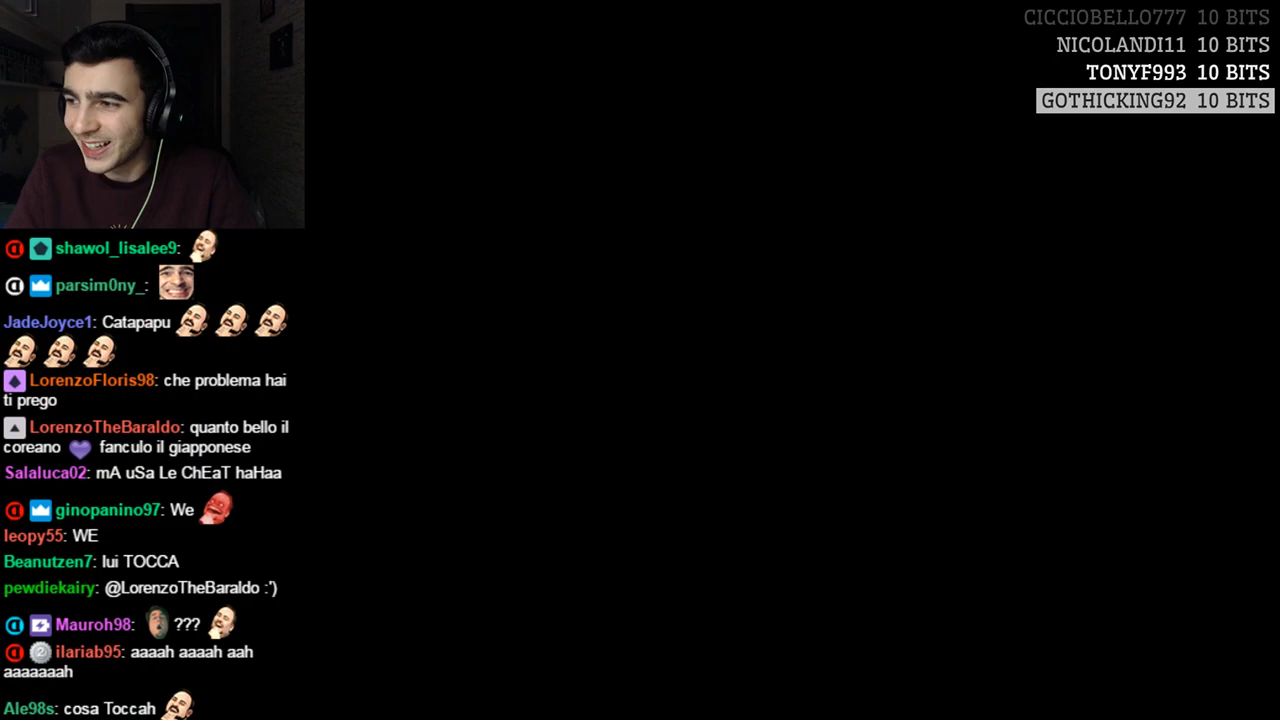 CICCIOBELLO777 10 BITS
NICOLANDI11 10 BITS
TONYF993 10 BITS
GOTHICKING92 10 BITS
shawol_lisalee9:
parsim0ny_:
JadeJoyce1: Catapapu
LorenzoFloris98: che problema hai
ti prego
LorenzoTheBaraldo: quanto bello il
coreano 💜 fanculo il giapponese
Salaluca02: mA uSa Le ChEaT haHaa
ginopanino97: We
leopy55: WE
Beanutzen7: lui TOCCA
pewdiekairy: @LorenzoTheBaraldo :')
Mauroh98: ???
2 ilariab95: aaaah aaaah aah
aaaaaaah
Ale98s: cosa Toccah